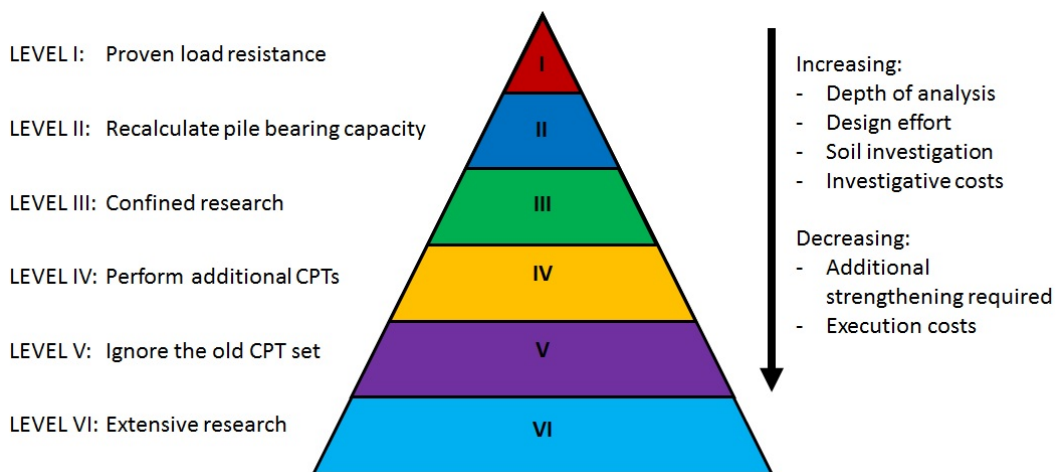 LEVEL I: Proven load resistance
LEVEL II: Recalculate pile bearing capacity
LEVEL III: Confined research
LEVEL IV: Perform additional CPTs
LEVEL V: Ignore the old CPT set
LEVEL VI: Extensive research
I
II
III
IV
V
VI
Increasing:
- Depth of analysis
- Design effort
- Soil investigation
- Investigative costs
Decreasing:
- Additional
strengthening required
- Execution costs